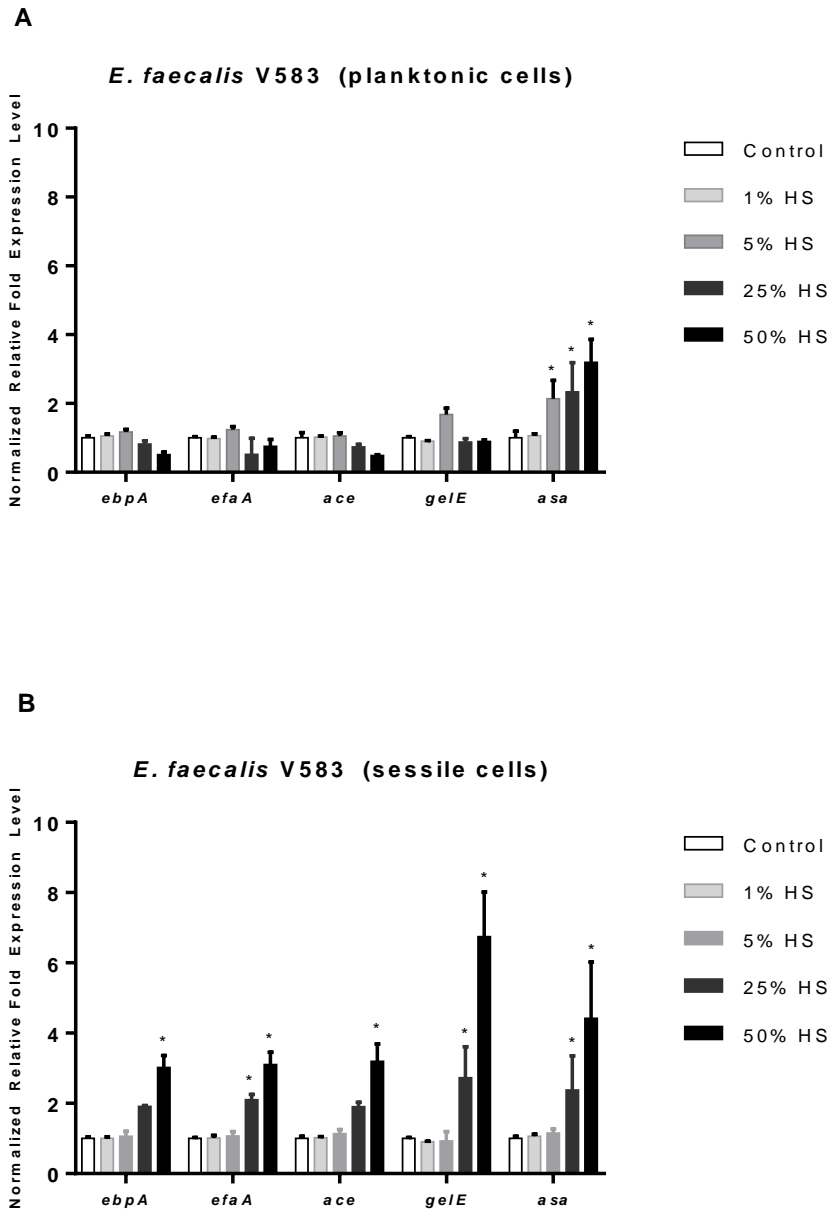 A
E. faecalis V583 (planktonic cells)
Normalized Relative Fold Expression Level
10
8
6
4
2
0
* * *
ebpA efaA ace gelE asa
Control
1% HS
5% HS
25% HS
50% HS
B
E. faecalis V583 (sessile cells)
Normalized Relative Fold Expression Level
10
8
6
4
2
0
* * * * * * * *
ebpA efaA ace gelE asa
Control
1% HS
5% HS
25% HS
50% HS